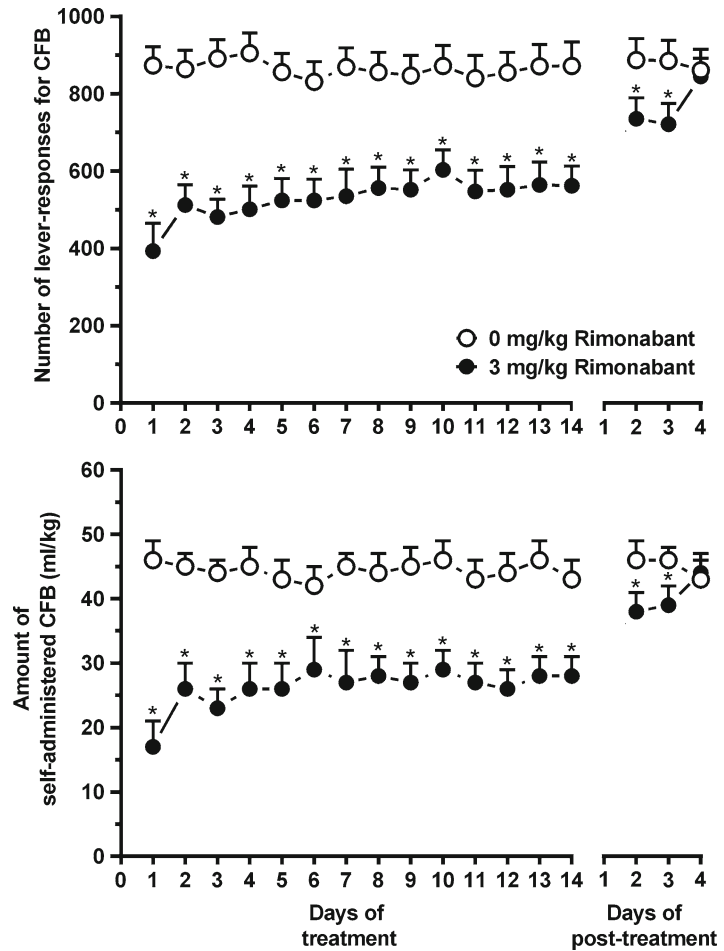 Number of lever-responses for CFB
1000
800
600
400
200
0
* * * * * * * * * * * * * *
* *
0 mg/kg Rimonabant
3 mg/kg Rimonabant
0 1 2 3 4 5 6 7 8 9 10 11 12 13 14
1 2 3 4
Amount of
self-administered CFB (ml/kg)
60
50
40
30
20
10
0
* * * * * * * * * * * * * *
* *
0 1 2 3 4 5 6 7 8 9 10 11 12 13 14
1 2 3 4
Days of
treatment
Days of
post-treatment